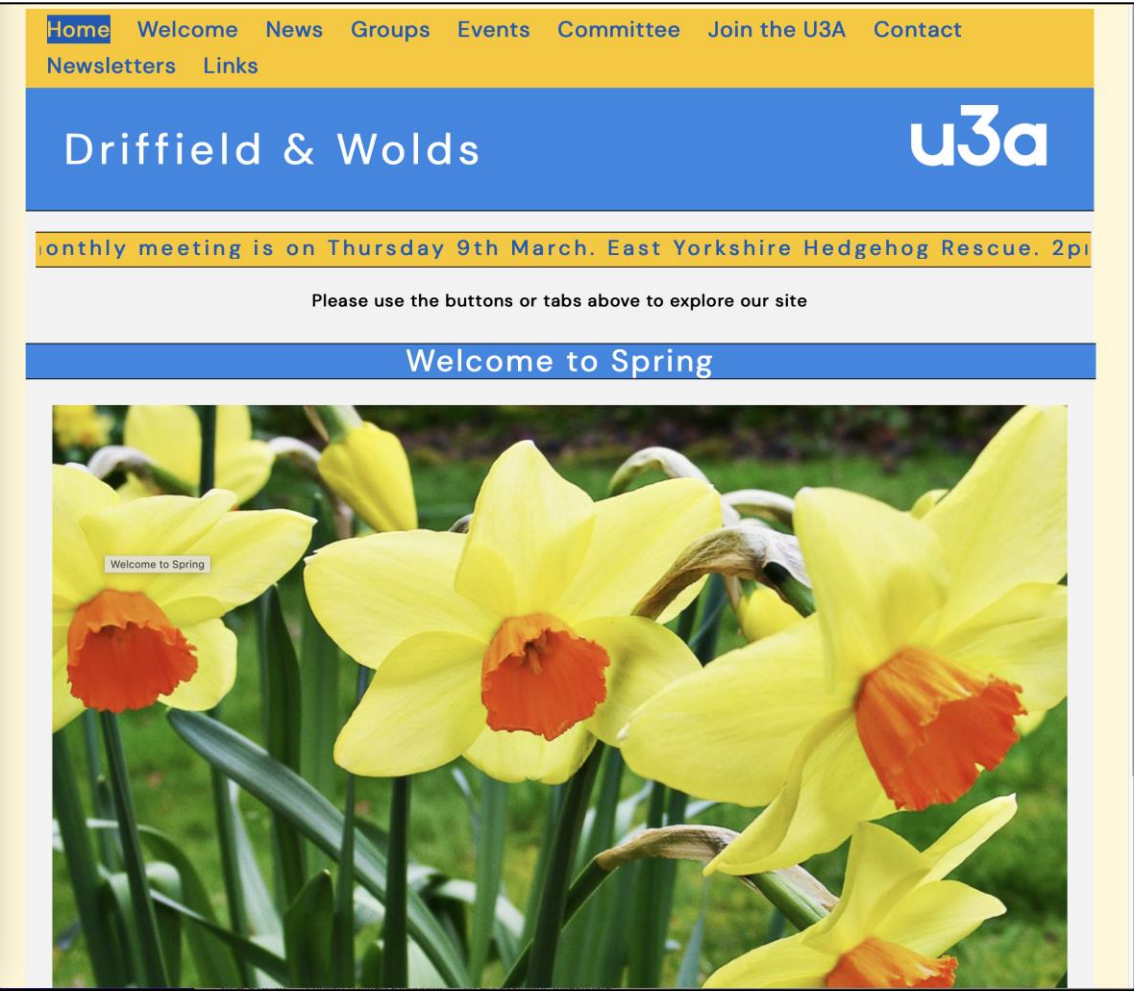 Home Welcome News Groups Events Committee Join the U3A Contact
Newsletters Links
Driffield & Wolds
u3a
onthly meeting is on Thursday 9th March. East Yorkshire Hedgehog Rescue. 2p
Please use the buttons or tabs above to explore our site
Welcome to Spring
Welcome to Spring